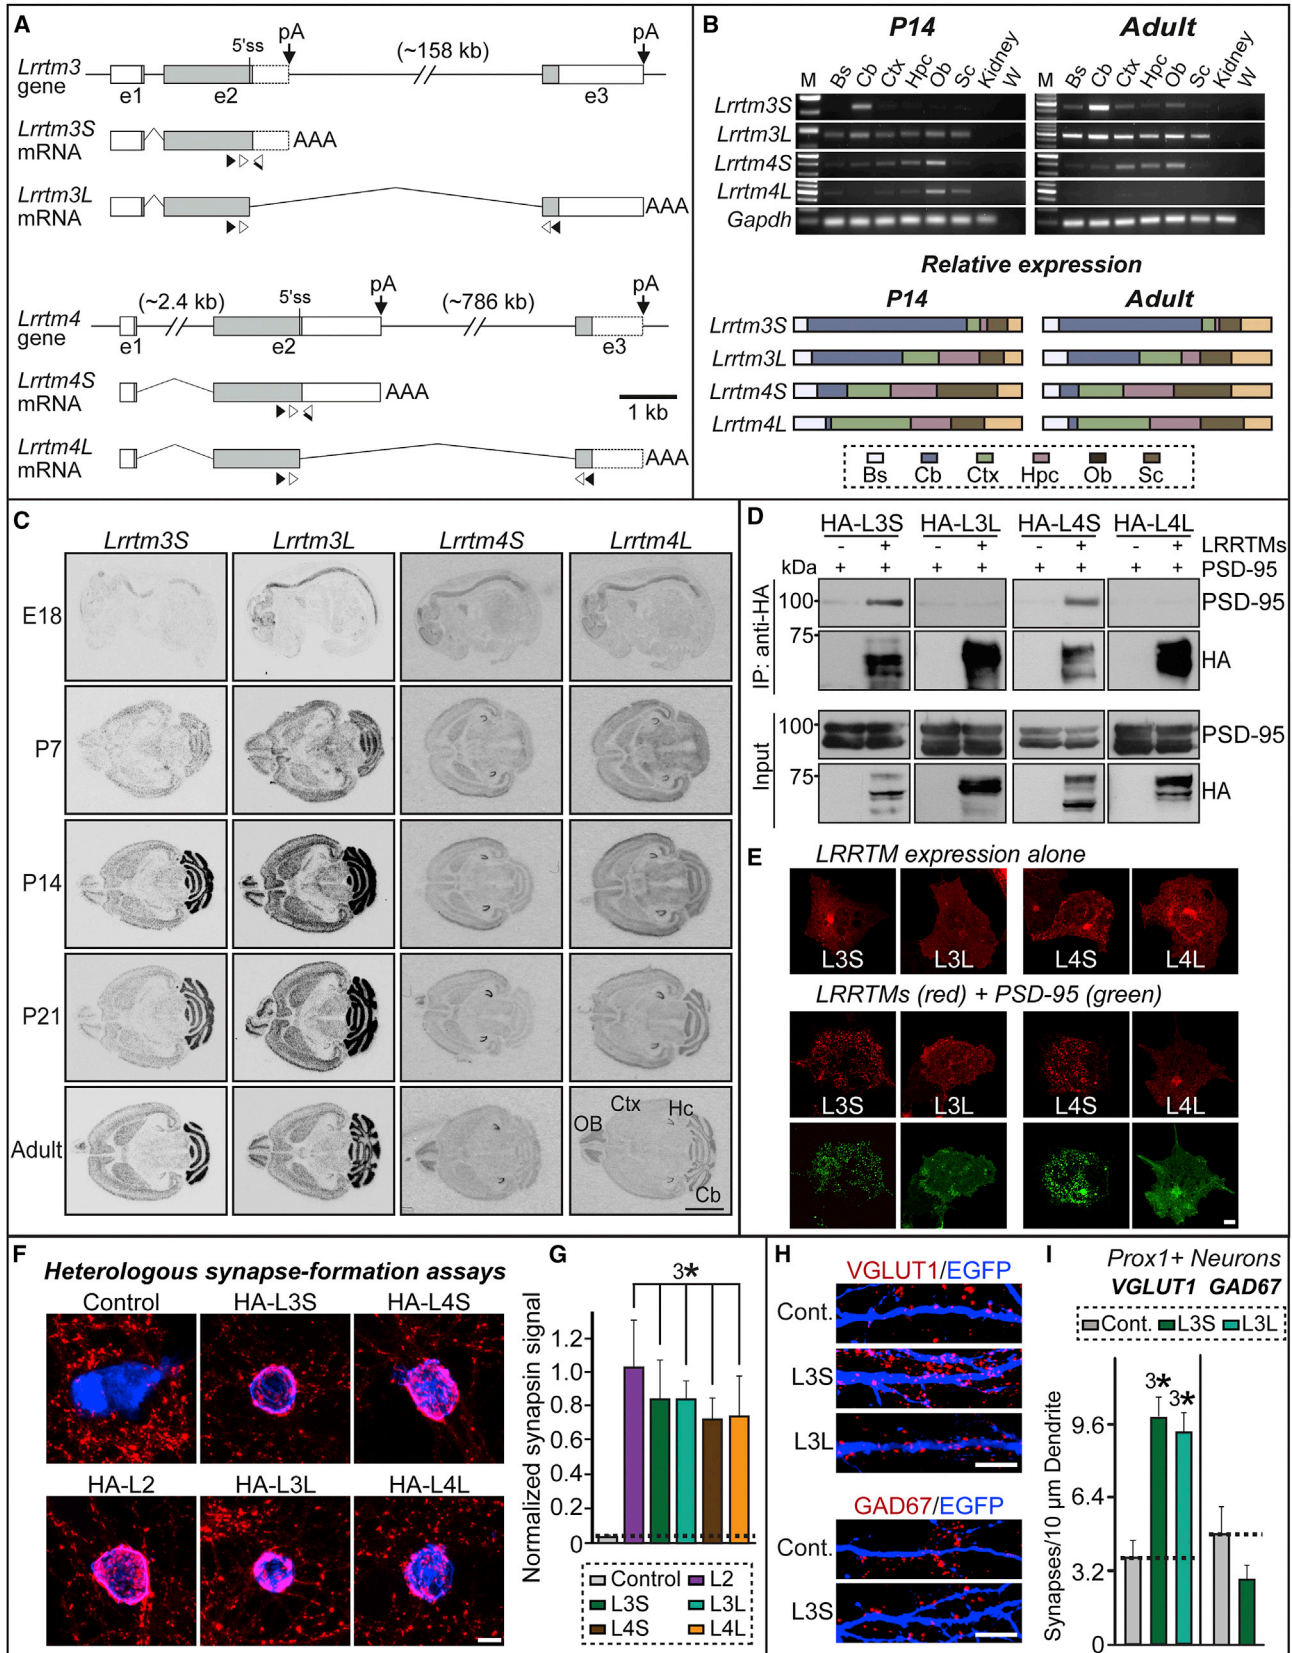 A
Lrrtm3
gene
5'ss
pA
(~158 kb)
pA
e1
e2
e3
Lrrtm3S
mRNA
AAA
Lrrtm3L
mRNA
AAA
Lrrtm4
gene
(~2.4 kb)
5'ss
pA
(~786 kb)
pA
e1
e2
e3
Lrrtm4S
mRNA
AAA
1 kb
Lrrtm4L
mRNA
AAA
B
P14
Adult
M Bs Cb Ctx Hpc Ob Sc Kidney W
M Bs Cb Ctx Hpc Ob Sc Kidney W
Lrrtm3S
Lrrtm3L
Lrrtm4S
Lrrtm4L
Gapdh
Relative expression
P14
Adult
Lrrtm3S
Lrrtm3L
Lrrtm4S
Lrrtm4L
Bs Cb Ctx Hpc Ob Sc
C
Lrrtm3S
Lrrtm3L
Lrrtm4S
Lrrtm4L
E18
P7
P14
P21
Adult
OB
Ctx
Hc
Cb
D
HA-L3S HA-L3L HA-L4S HA-L4L
- + - + - + - + LRRTMs
kDa + + + + + + + + PSD-95
IP: anti-HA
100
PSD-95
75
HA
Input
100
PSD-95
75
HA
E
LRRTM expression alone
L3S
L3L
L4S
L4L
LRRTMs (red) + PSD-95 (green)
L3S
L3L
L4S
L4L
F
Heterologous synapse-formation assays
Control
HA-L3S
HA-L4S
HA-L2
HA-L3L
HA-L4L
G
3*
Normalized synapsin signal
1.2
1.0
0.8
0.6
0.4
0.2
0
Control
L2
L3S
L3L
L4S
L4L
H
VGLUT1/EGFP
Cont.
L3S
L3L
GAD67/EGFP
Cont.
L3S
I
Prox1+ Neurons
VGLUT1 GAD67
Cont. L3S L3L
3*
3*
Synapses/10 µm Dendrite
9.6
6.4
3.2
0